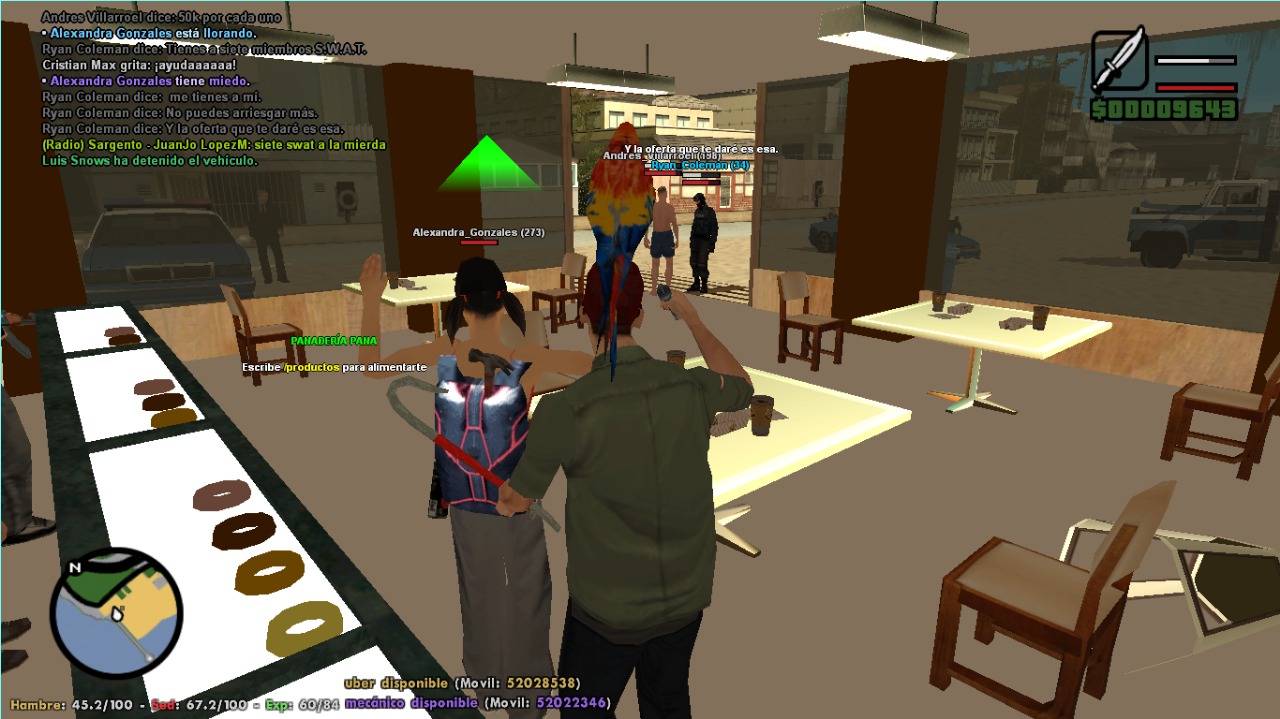 Andres Villarroel dice: 50k por cada uno
• Alexandra Gonzales está llorando.
Ryan Coleman dice: Tienes a siete miembros S.W.A.T.
Cristian Max grita: ¡ayudaaaaaa!
• Alexandra Gonzales tiene miedo.
Ryan Coleman dice: me tienes a mí.
Ryan Coleman dice: No puedes arriesgar más.
Ryan Coleman dice: Y la oferta que te daré es esa.
(Radio) Sargento - JuanJo LopezM: siete swat a la mierda
Luis Snows ha detenido el vehículo.
$00009643
Y la oferta que te daré es esa.
Andres_Villarroel (198)
Ryan_Coleman (34)
Alexandra_Gonzales (273)
PANADERÍA PANA
Escribe /productos para alimentarte
N
uber disponible (Movil: 52028538)
Hambre: 45.2/100 - Sed: 67.2/100 - Exp: 60/84 mecánico disponible (Movil: 52022346)